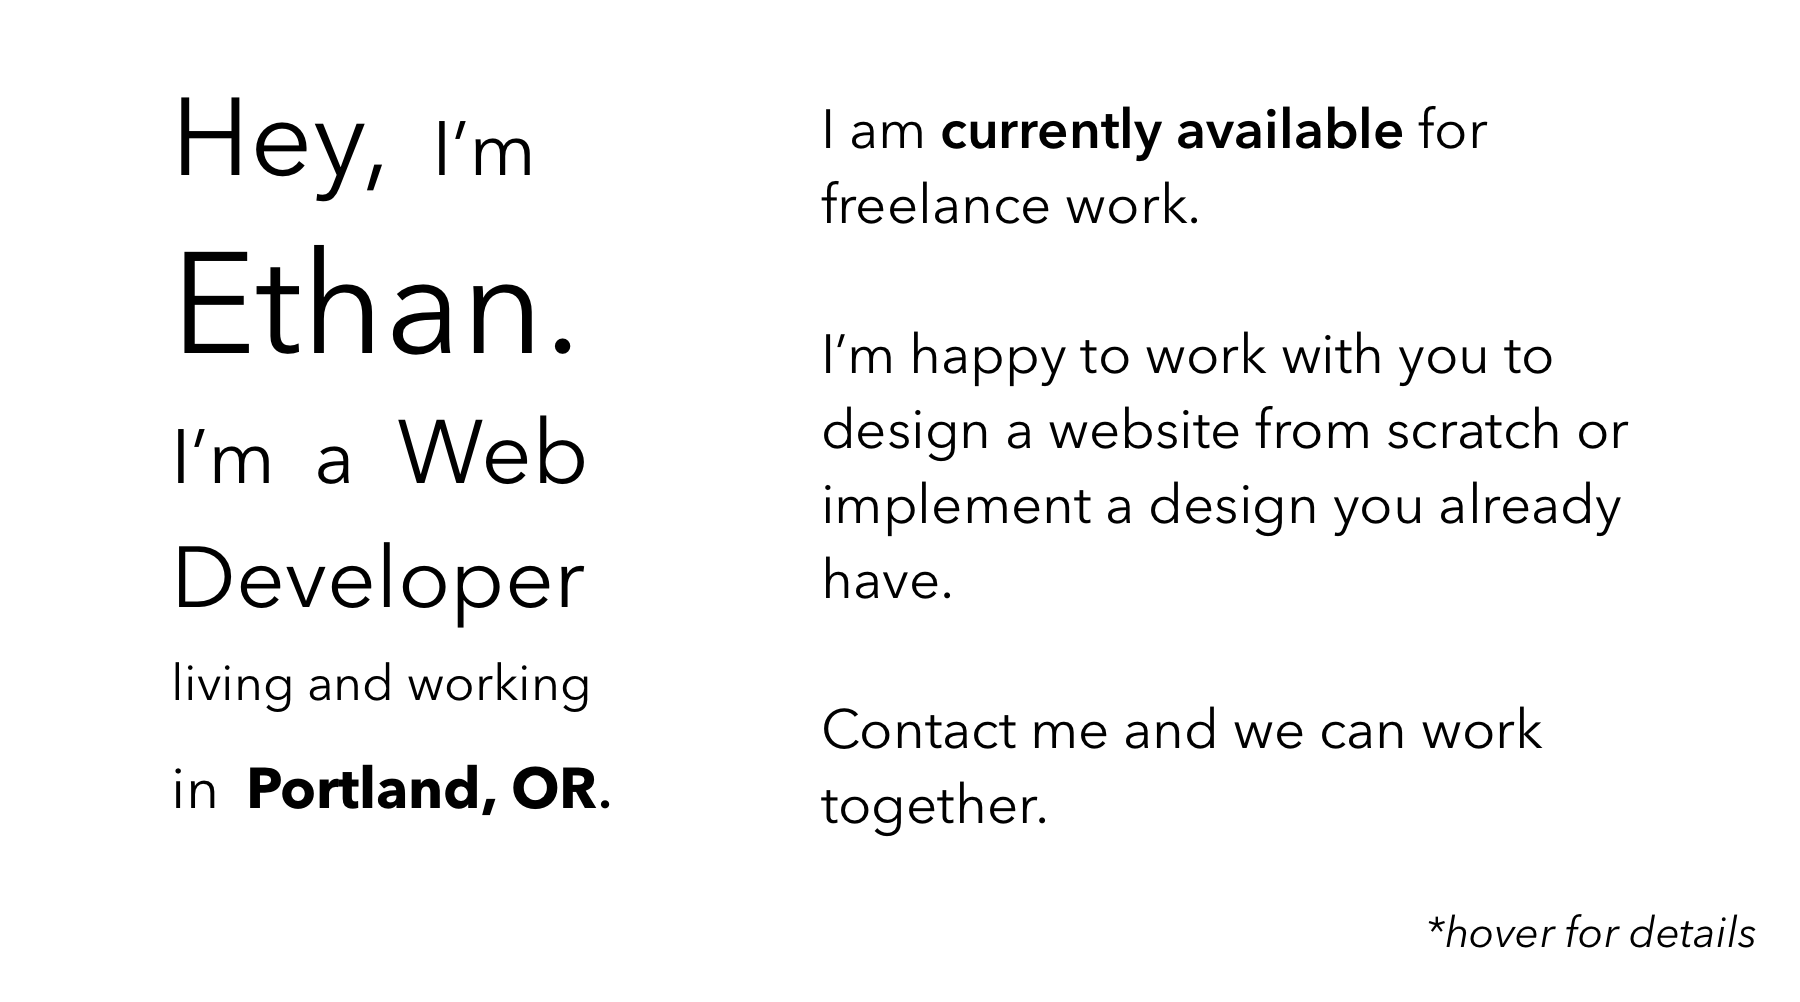 Hey, I’m
Ethan.
I’m a Web
Developer
living and working
in Portland, OR.
I am currently available for
freelance work.
I’m happy to work with you to
design a website from scratch or
implement a design you already
have.
Contact me and we can work
together.
*hover for details